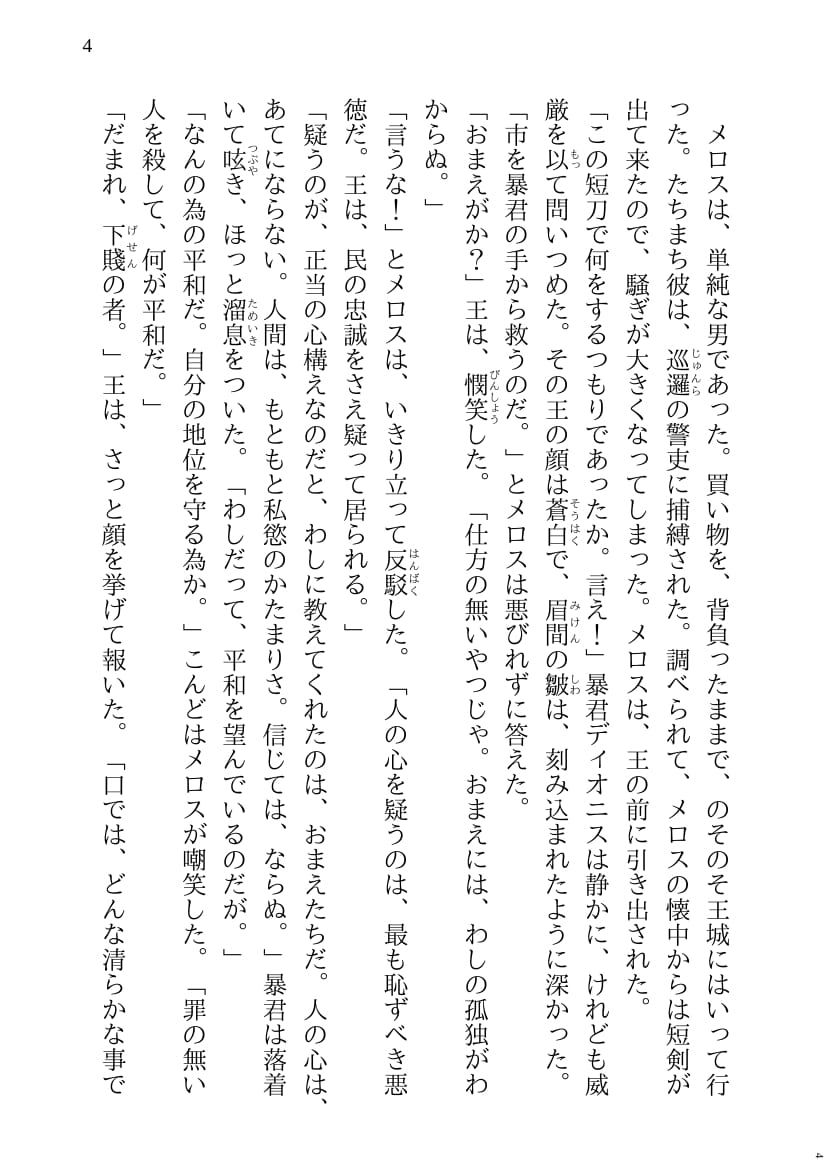 4
メロスは、単純な男であった。買い物を、背負ったままで、のそのそ王城にはいって行
った。たちまち彼は、巡邏の警吏に捕縛された。調べられて、メロスの懐中からは短剣が
出て来たので、騒ぎが大きくなってしまった。メロスは、王の前に引き出された。
「この短刀で何をするつもりであったか。言え！」暴君ディオニスは静かに、けれども威
厳を以て問いつめた。その王の顔は蒼白で、眉間の皺は、刻み込まれたように深かった。
「市を暴君の手から救うのだ。」とメロスは悪びれずに答えた。
「おまえがか？」王は、憫笑した。「仕方の無いやつじゃ。おまえには、わしの孤独がわ
からぬ。」
「言うな！」とメロスは、いきり立って反駁した。「人の心を疑うのは、最も恥ずべき悪
徳だ。王は、民の忠誠をさえ疑って居られる。」
「疑うのが、正当の心構えなのだと、わしに教えてくれたのは、おまえたちだ。人の心は、
あてにならない。人間は、もともと私慾のかたまりさ。信じては、ならぬ。」暴君は落着
いて呟き、ほっと溜息をついた。「わしだって、平和を望んでいるのだが。」
「なんの為の平和だ。自分の地位を守る為か。」こんどはメロスが嘲笑した。「罪の無い
人を殺して、何が平和だ。」
「だまれ、下賤の者。」王は、さっと顔を挙げて報いた。「口では、どんな清らかな事で
4